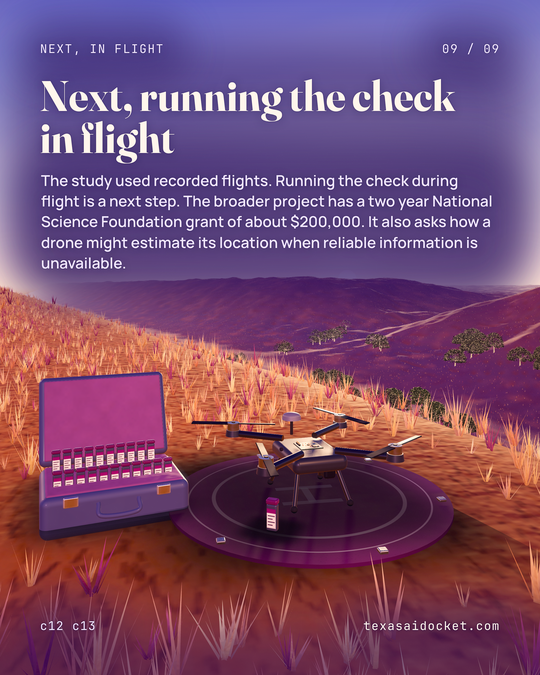 NEXT, IN FLIGHT
09 / 09
Next, running the check
in flight
The study used recorded flights. Running the check during
flight is a next step. The broader project has a two year National
Science Foundation grant of about $200,000. It also asks how a
drone might estimate its location when reliable information is
unavailable.
c12 c13
texasaidocket.com